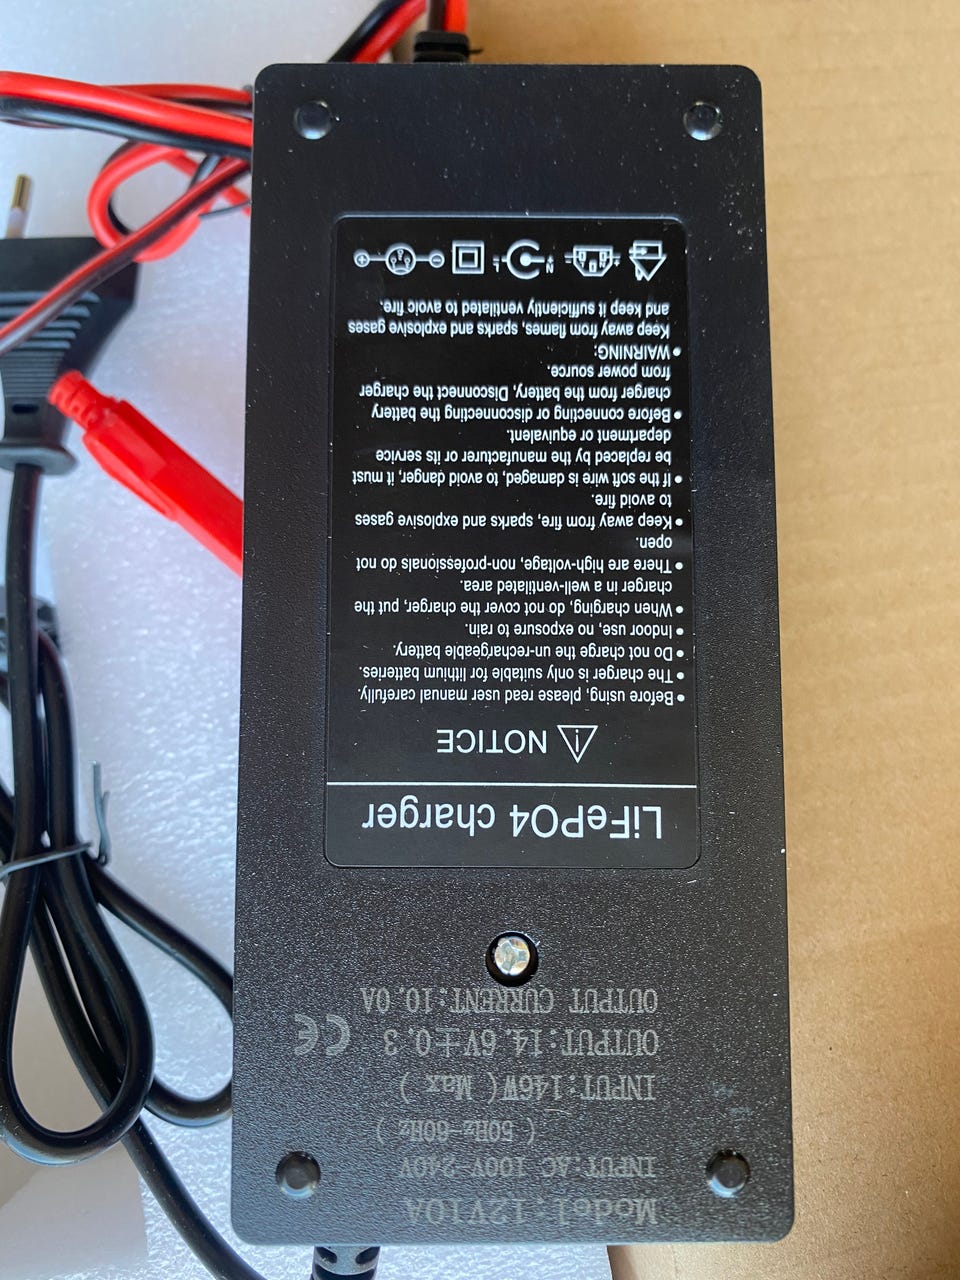 LiFePO4 charger
NOTICE
● Before using, please read user manual carefully.
● The charger is only suitable for lithium batteries.
● Do not charge the un-rechargeable battery.
● Indoor use, no exposure to rain.
● When charging, do not cover the charger, put the
charger in a well-ventilated area.
● There are high-voltage, non-professionals do not
open.
● Keep away from fire, sparks and explosive gases
to avoid fire.
● If the soft wire is damaged, to avoid danger, it must
be replaced by the manufacturer or its service
department or equivalent.
● Before connecting or disconnecting the battery
charger from the battery, Disconnect the charger
from power source.
● WAIRNING:
Keep away from flames, sparks and explosive gases
and keep it sufficiently ventilated to avoic fire.
Model:12V10A
INPUT.AC 100V-240V
( 50Hz-60Hz )
INPUT:146W( Max )
OUTPUT:14.6V±0.3
OUTPUT CURRENT:10.0A
CE